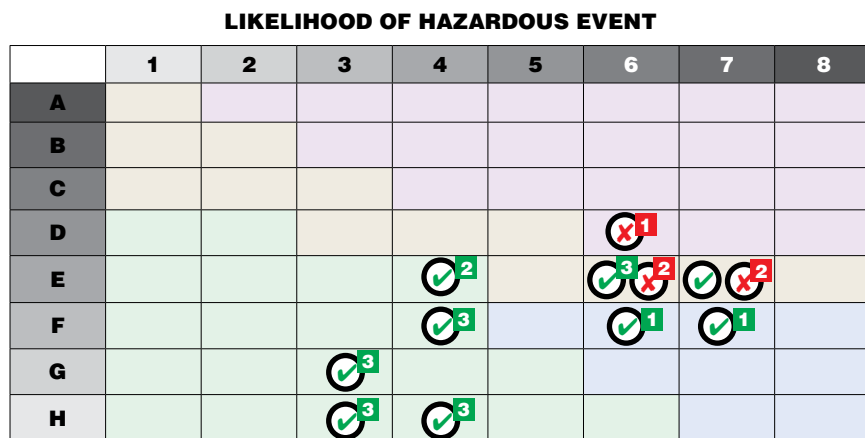 LIKELIHOOD OF HAZARDOUS EVENT
1 2 3 4 5 6 7 8
A
B
C
D 1
E 2 3 2 2
F 3 1 1
G 3
H 3 3